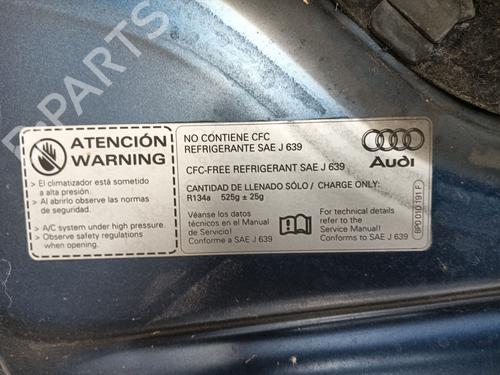 B-PARTS
ATENCIÓN
WARNING
> El climatizador está sometido
a alta presión.
> Al abrirlo observe las normas
de seguridad.
> A/C system under high pressure.
> Observe safety regulations
when opening.
NO CONTIENE CFC
REFRIGERANTE SAE J 639
CFC-FREE REFRIGERANT SAE J 639
CANTIDAD DE LLENADO SÓLO / CHARGE ONLY:
R134a 525g ± 25g
Véanse los datos
técnicos en el Manual
de Servicio!
Conforme a SAE J 639
For technical details
refer to the
Service Manual!
Conforms to SAE J 639
Audi
8P0 010 191 F